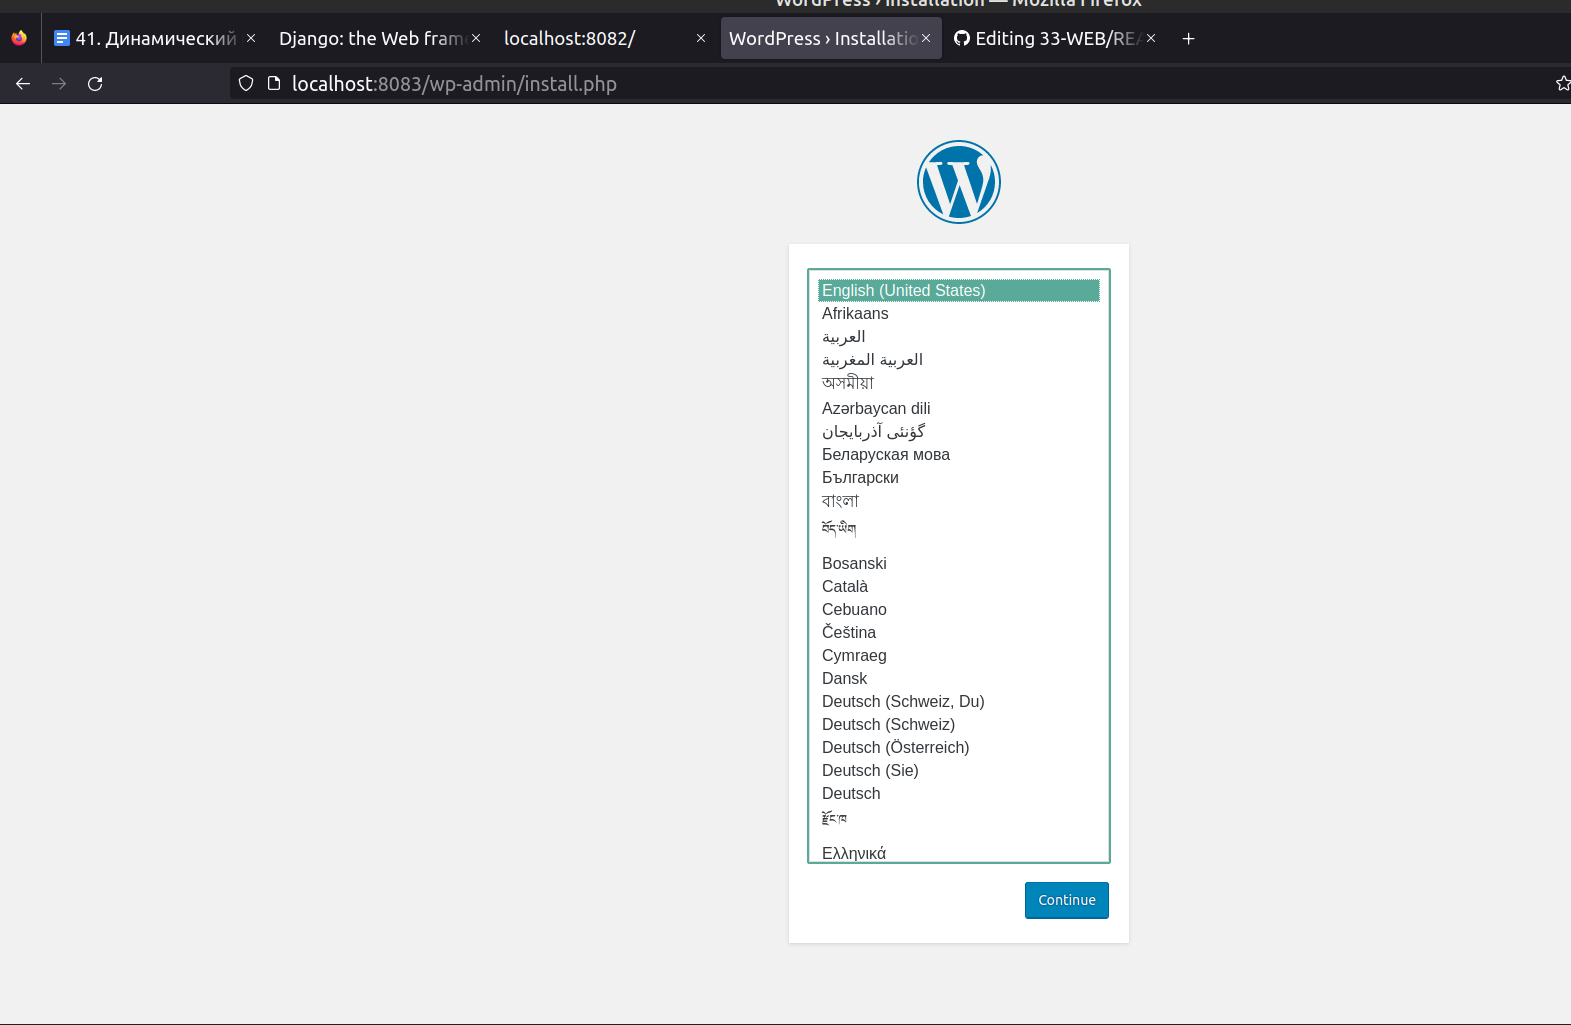 WordPress › Installation — Mozilla Firefox
41. Динамический
Django: the Web fram
localhost:8082/
WordPress › Installatio
Editing 33-WEB/REA
localhost:8083/wp-admin/install.php
English (United States)
Afrikaans
العربية
العربية المغربية
অসমীয়া
Azərbaycan dili
گؤنئی آذربایجان
Беларуская мова
Български
বাংলা
བོད་ཡིག
Bosanski
Català
Cebuano
Čeština
Cymraeg
Dansk
Deutsch (Schweiz, Du)
Deutsch (Schweiz)
Deutsch (Österreich)
Deutsch (Sie)
Deutsch
རྫོང་ཁ
Ελληνικά
Continue